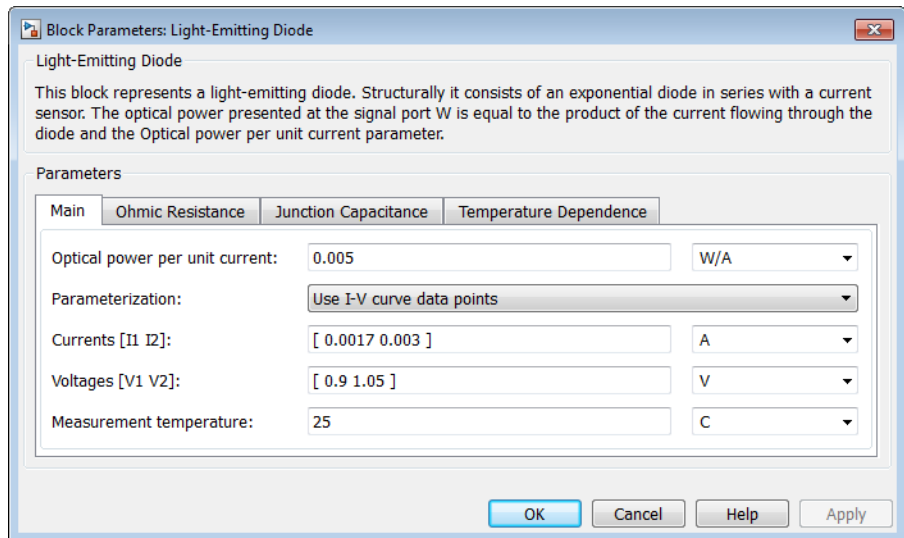 Block Parameters: Light-Emitting Diode
Light-Emitting Diode
This block represents a light-emitting diode. Structurally it consists of an exponential diode in series with a current
sensor. The optical power presented at the signal port W is equal to the product of the current flowing through the
diode and the Optical power per unit current parameter.
Parameters
Main Ohmic Resistance Junction Capacitance Temperature Dependence
Optical power per unit current: 0.005 W/A
Parameterization: Use I-V curve data points
Currents [I1 I2]: [ 0.0017 0.003 ] A
Voltages [V1 V2]: [ 0.9 1.05 ] V
Measurement temperature: 25 C
OK Cancel Help Apply